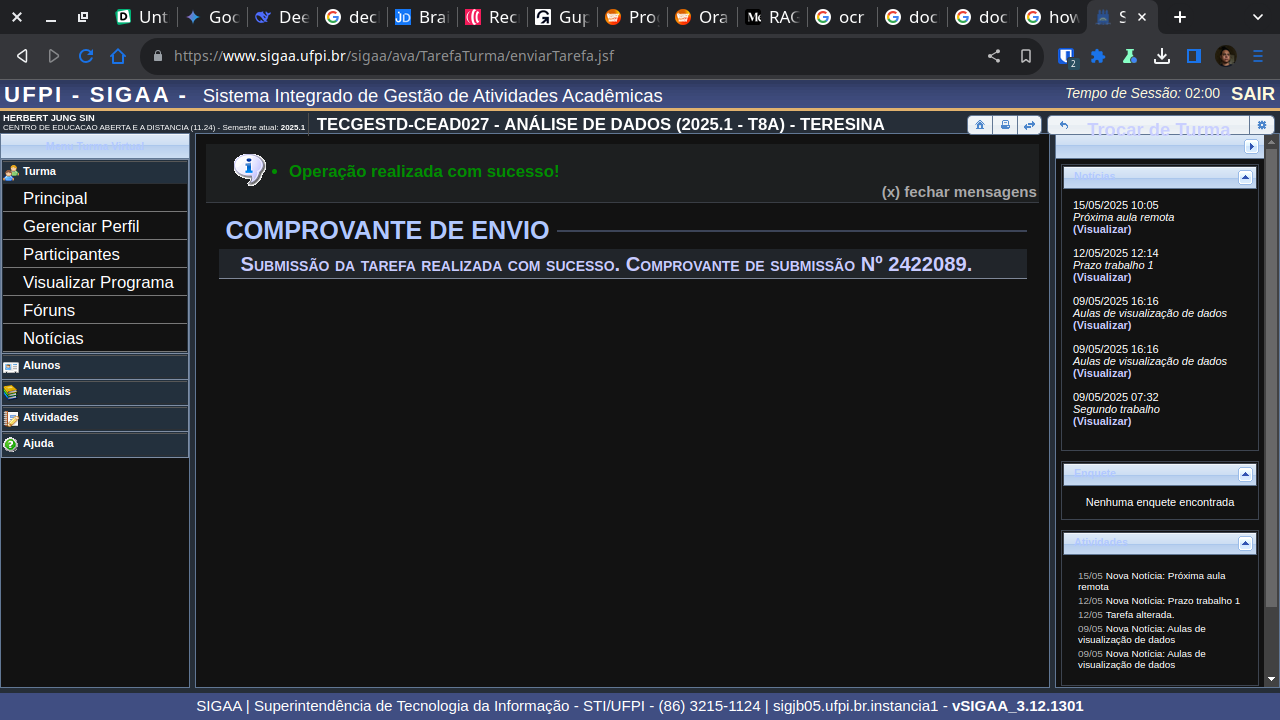 Unt
Goo
Dee
decl
Brai
Recr
Gup
Proc
Ora
RAG
ocr
doc
doc
how
S
https://www.sigaa.ufpi.br/sigaa/ava/TarefaTurma/enviarTarefa.jsf
2
UFPI - SIGAA - Sistema Integrado de Gestão de Atividades Acadêmicas
Tempo de Sessão: 02:00 SAIR
HERBERT JUNG SIN
CENTRO DE EDUCACAO ABERTA E A DISTANCIA (11.24) - Semestre atual: 2025.1
TECGESTD-CEAD027 - ANÁLISE DE DADOS (2025.1 - T8A) - TERESINA
Trocar de Turma
Menu Turma Virtual
Turma
Principal
Gerenciar Perfil
Participantes
Visualizar Programa
Fóruns
Notícias
Alunos
Materiais
Atividades
Ajuda
• Operação realizada com sucesso!
(x) fechar mensagens
COMPROVANTE DE ENVIO
Submissão da tarefa realizada com sucesso. Comprovante de submissão Nº 2422089.
Notícias
15/05/2025 10:05
Próxima aula remota
(Visualizar)
12/05/2025 12:14
Prazo trabalho 1
(Visualizar)
09/05/2025 16:16
Aulas de visualização de dados
(Visualizar)
09/05/2025 16:16
Aulas de visualização de dados
(Visualizar)
09/05/2025 07:32
Segundo trabalho
(Visualizar)
Enquete
Nenhuma enquete encontrada
Atividades
15/05 Nova Notícia: Próxima aula
remota
12/05 Nova Notícia: Prazo trabalho 1
12/05 Tarefa alterada.
09/05 Nova Notícia: Aulas de
visualização de dados
09/05 Nova Notícia: Aulas de
visualização de dados
SIGAA | Superintendência de Tecnologia da Informação - STI/UFPI - (86) 3215-1124 | sigjb05.ufpi.br.instancia1 - vSIGAA_3.12.1301